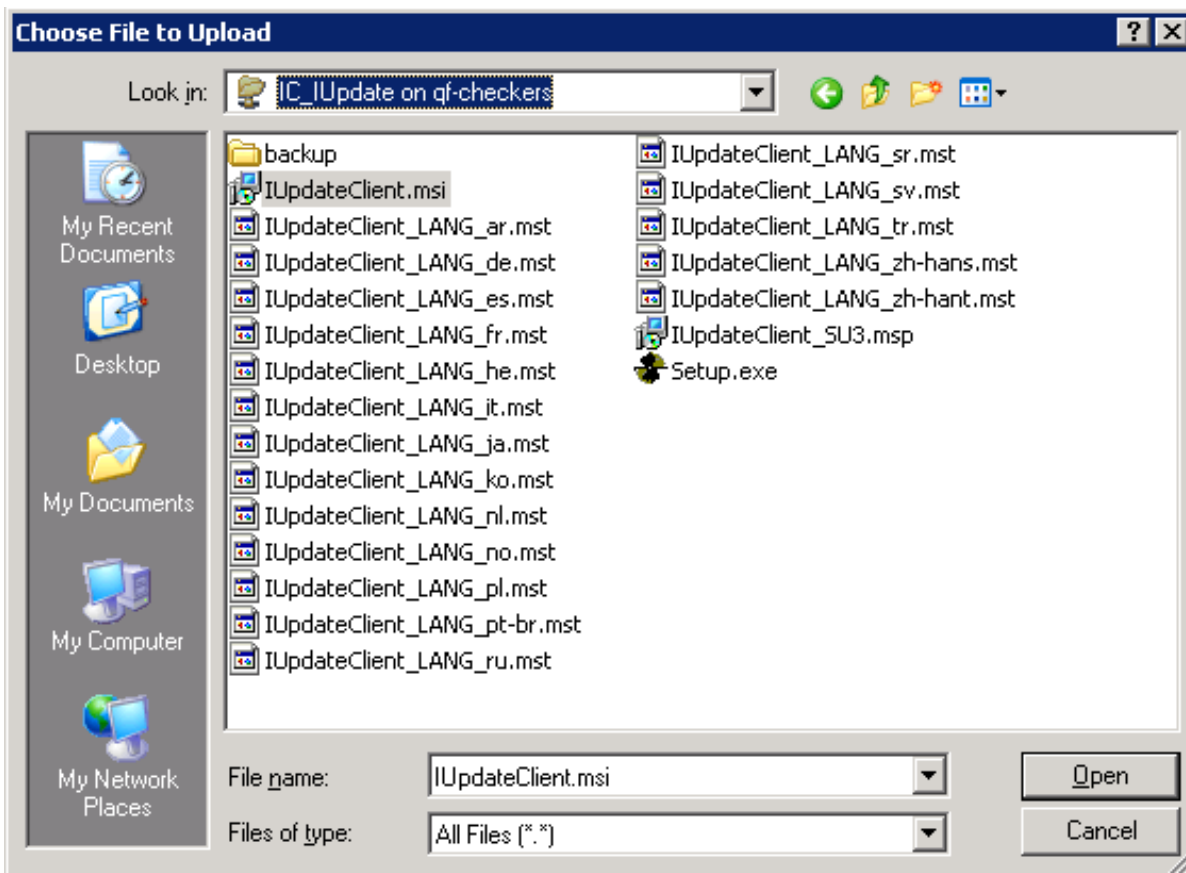 Choose File to Upload
Look in:
IC_IUpdate on qf-checkers
My Recent
Documents
Desktop
My Documents
My Computer
My Network
Places
backup
IUpdateClient.msi
IUpdateClient_LANG_ar.mst
IUpdateClient_LANG_de.mst
IUpdateClient_LANG_es.mst
IUpdateClient_LANG_fr.mst
IUpdateClient_LANG_he.mst
IUpdateClient_LANG_it.mst
IUpdateClient_LANG_ja.mst
IUpdateClient_LANG_ko.mst
IUpdateClient_LANG_nl.mst
IUpdateClient_LANG_no.mst
IUpdateClient_LANG_pl.mst
IUpdateClient_LANG_pt-br.mst
IUpdateClient_LANG_ru.mst
IUpdateClient_LANG_sr.mst
IUpdateClient_LANG_sv.mst
IUpdateClient_LANG_tr.mst
IUpdateClient_LANG_zh-hans.mst
IUpdateClient_LANG_zh-hant.mst
IUpdateClient_SU3.msp
Setup.exe
File name:
IUpdateClient.msi
Open
Files of type:
All Files (*.*)
Cancel